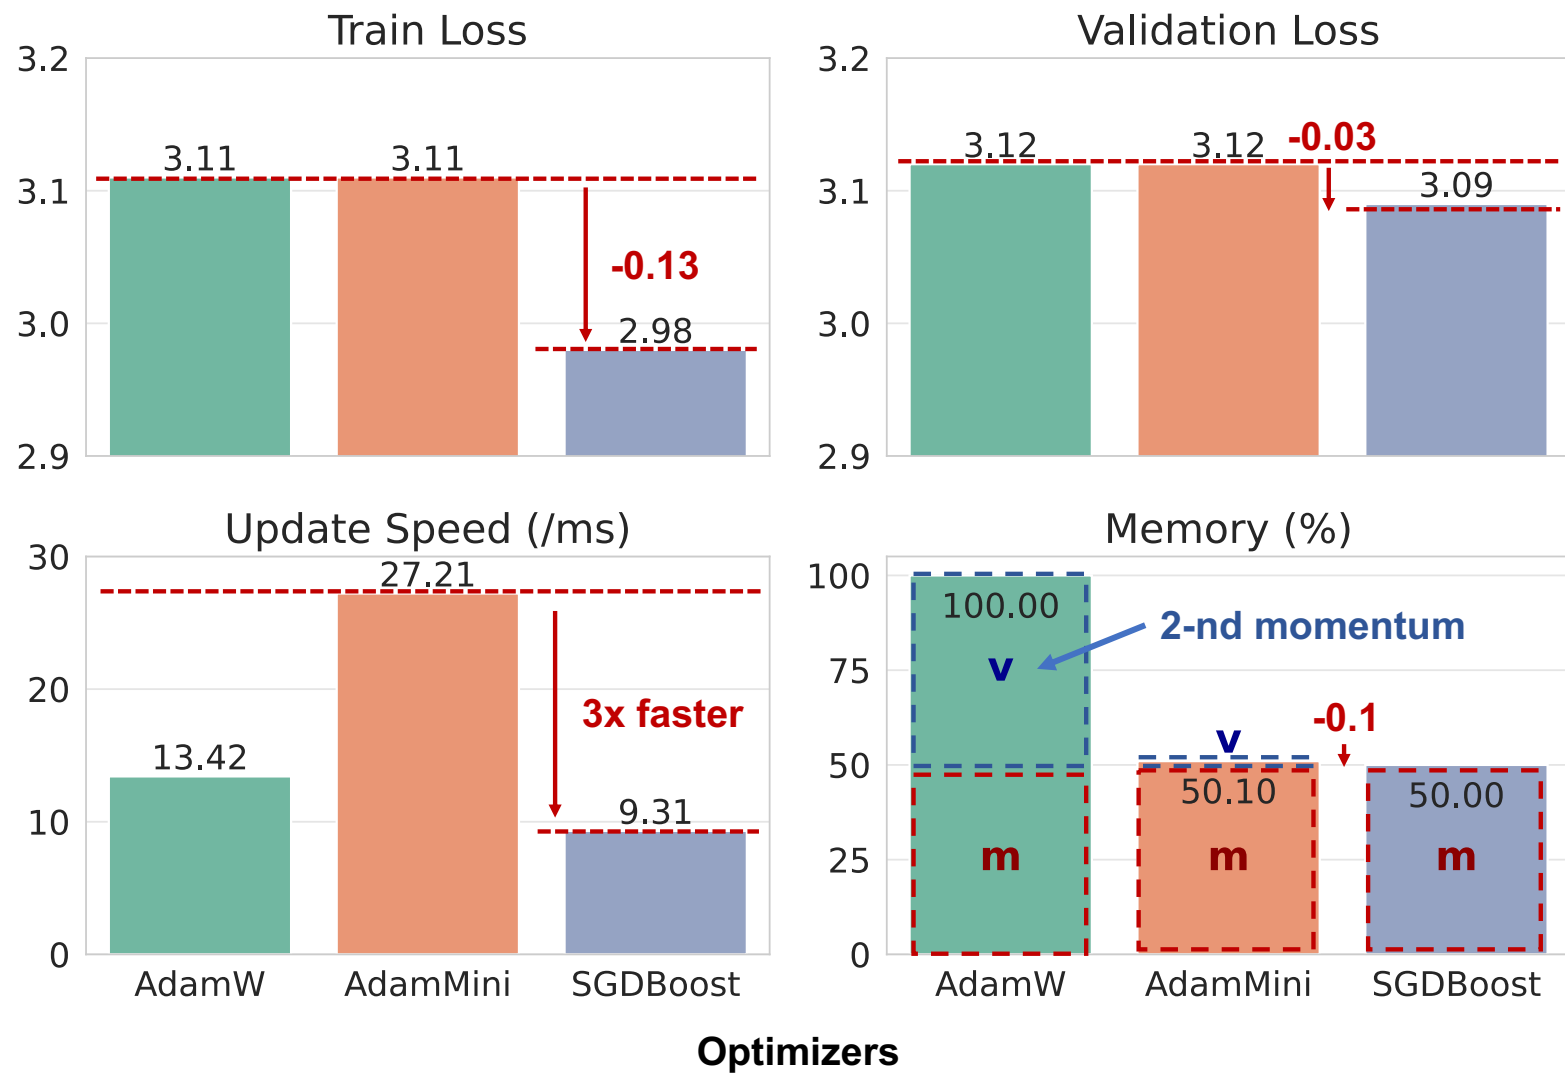 Train Loss
3.2
3.1
3.0
2.9
3.11
3.11
-0.13
2.98
Validation Loss
3.2
3.1
3.0
2.9
3.12
3.12
-0.03
3.09
Update Speed (/ms)
30
20
10
0
27.21
3x faster
13.42
9.31
AdamW
AdamMini
SGDBoost
Memory (%)
100
75
50
25
0
100.00
2-nd momentum
v
-0.1
v
50.10
50.00
m
m
m
AdamW
AdamMini
SGDBoost
Optimizers